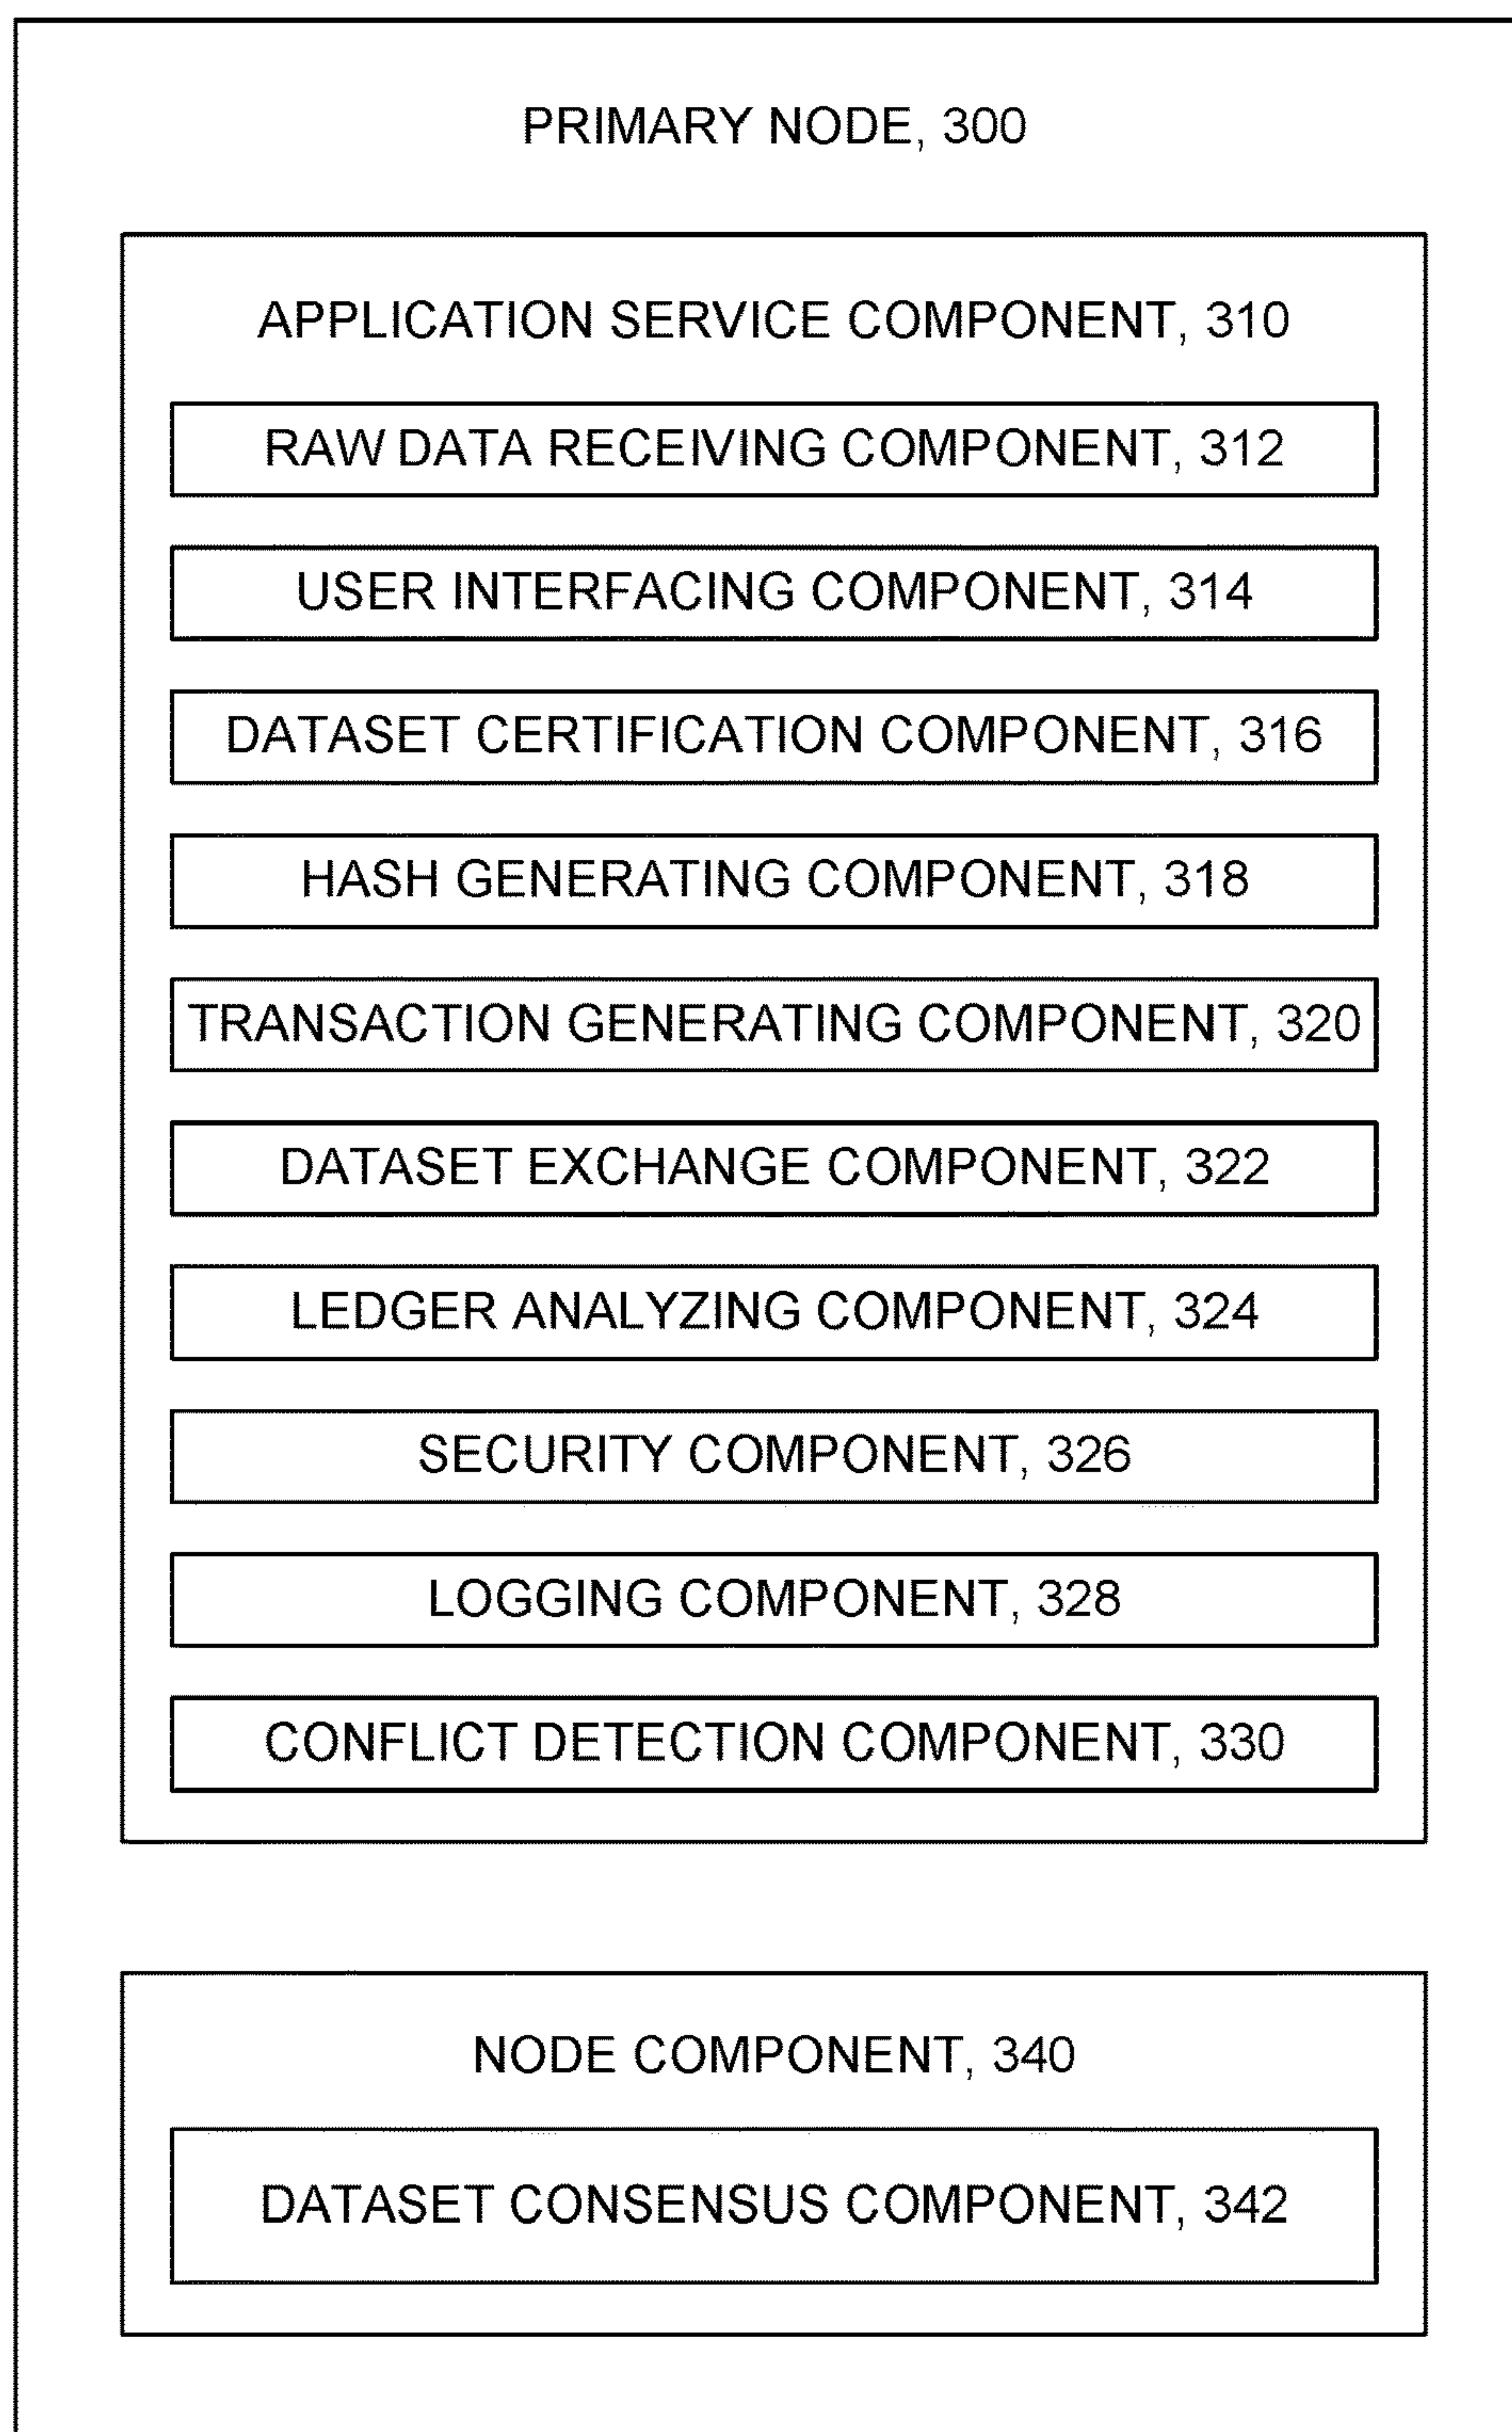 PRIMARY NODE, 300
APPLICATION SERVICE COMPONENT, 310
RAW DATA RECEIVING COMPONENT, 312
USER INTERFACING COMPONENT, 314
DATASET CERTIFICATION COMPONENT, 316
HASH GENERATING COMPONENT, 318
TRANSACTION GENERATING COMPONENT, 320
DATASET EXCHANGE COMPONENT, 322
LEDGER ANALYZING COMPONENT, 324
SECURITY COMPONENT, 326
LOGGING COMPONENT, 328
CONFLICT DETECTION COMPONENT, 330
NODE COMPONENT, 340
DATASET CONSENSUS COMPONENT, 342